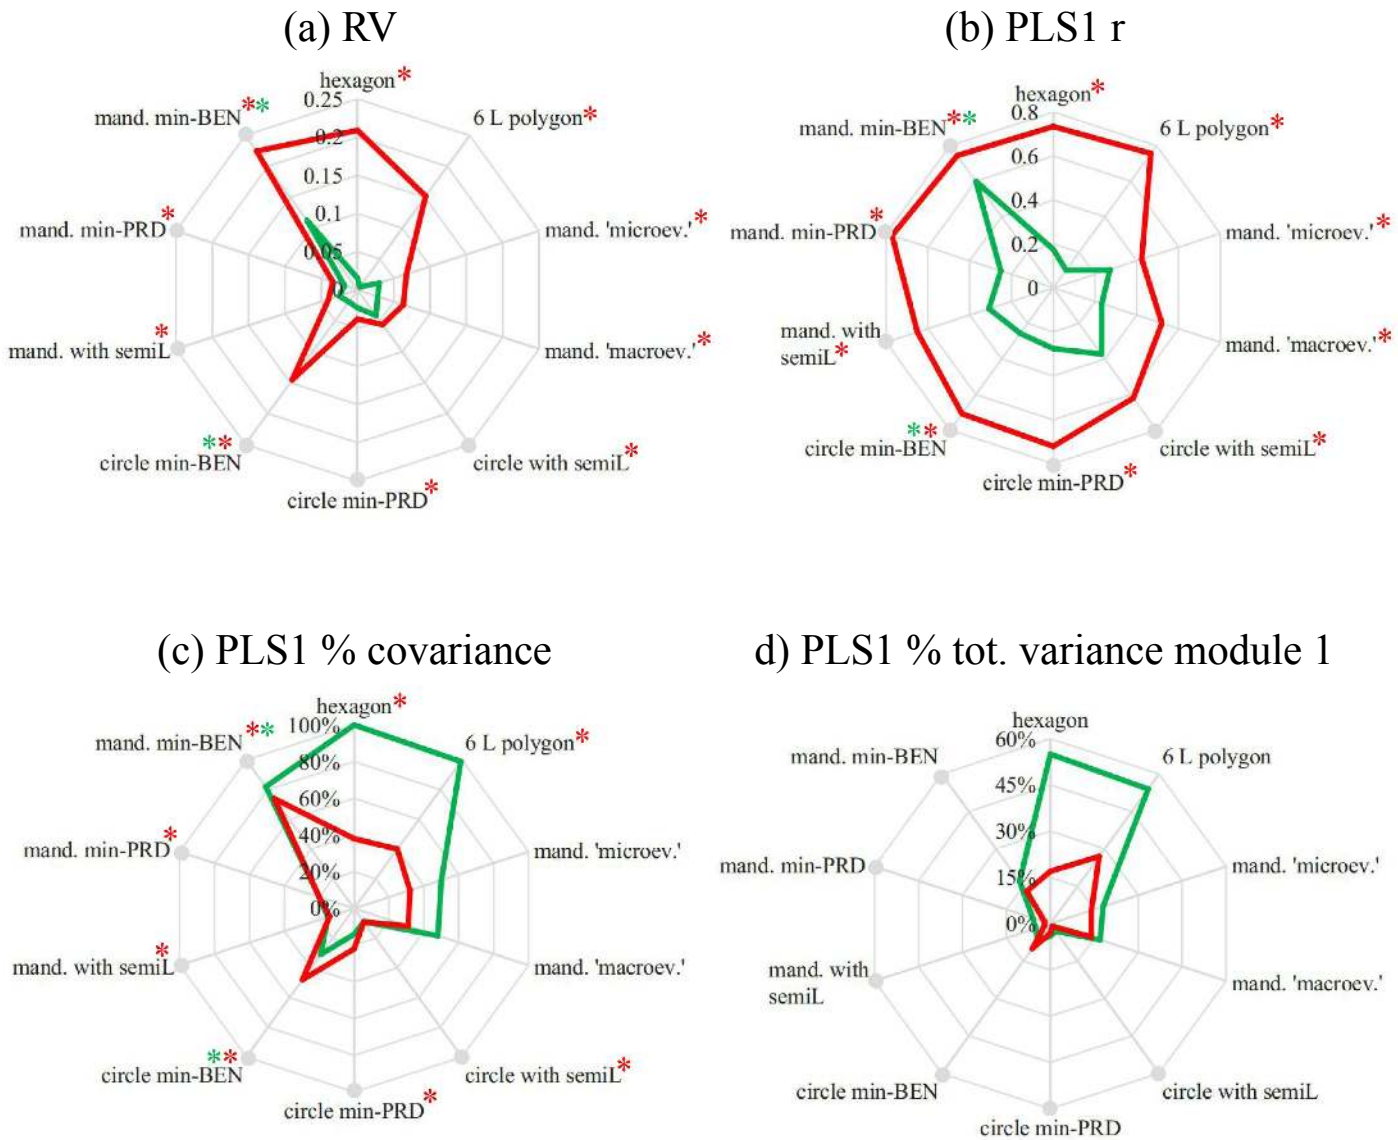 (a) RV
hexagon*
0.25
0.2
0.15
0.1
0.05
0
mand. min-BEN**
6 L polygon*
mand. min-PRD*
mand. 'microev.'*
mand. with semiL*
mand. 'macroev.'*
circle min-BEN**
circle with semiL*
circle min-PRD*
(b) PLS1 r
hexagon*
0.8
0.6
0.4
0.2
0
mand. min-BEN**
6 L polygon*
mand. min-PRD*
mand. 'microev.'*
mand. with
semiL*
mand. 'macroev.'*
circle min-BEN**
circle with semiL*
circle min-PRD*
(c) PLS1 % covariance
hexagon*
100%
80%
60%
40%
20%
0%
mand. min-BEN**
6 L polygon*
mand. min-PRD*
mand. 'microev.'
mand. with semiL*
mand. 'macroev.'
circle min-BEN**
circle with semiL*
circle min-PRD*
d) PLS1 % tot. variance module 1
hexagon
60%
45%
30%
15%
0%
mand. min-BEN
6 L polygon
mand. min-PRD
mand. 'microev.'
mand. with
semiL
mand. 'macroev.'
circle min-BEN
circle with semiL
circle min-PRD